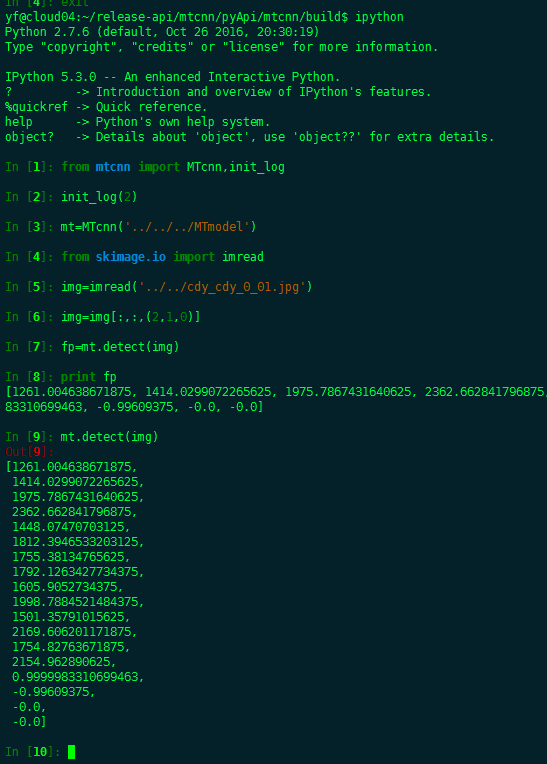 In [4]: exit
yf@cloud04:~/release-api/mtcnn/pyApi/mtcnn/build$ ipython
Python 2.7.6 (default, Oct 26 2016, 20:30:19)
Type "copyright", "credits" or "license" for more information.
IPython 5.3.0 -- An enhanced Interactive Python.
?         -> Introduction and overview of IPython's features.
%quickref -> Quick reference.
help      -> Python's own help system.
object?   -> Details about 'object', use 'object??' for extra details.
In [1]: from mtcnn import MTcnn,init_log
In [2]: init_log(2)
In [3]: mt=MTcnn('../../../MTmodel')
In [4]: from skimage.io import imread
In [5]: img=imread('../../cdy_cdy_0_01.jpg')
In [6]: img=img[:,:,(2,1,0)]
In [7]: fp=mt.detect(img)
In [8]: print fp
[1261.004638671875, 1414.0299072265625, 1975.7867431640625, 2362.662841796875,
83310699463, -0.99609375, -0.0, -0.0]
In [9]: mt.detect(img)
Out[9]:
[1261.004638671875,
 1414.0299072265625,
 1975.7867431640625,
 2362.662841796875,
 1448.07470703125,
 1812.3946533203125,
 1755.38134765625,
 1792.1263427734375,
 1605.9052734375,
 1998.7884521484375,
 1501.35791015625,
 2169.606201171875,
 1754.82763671875,
 2154.962890625,
 0.9999983310699463,
 -0.99609375,
 -0.0,
 -0.0]
In [10]: